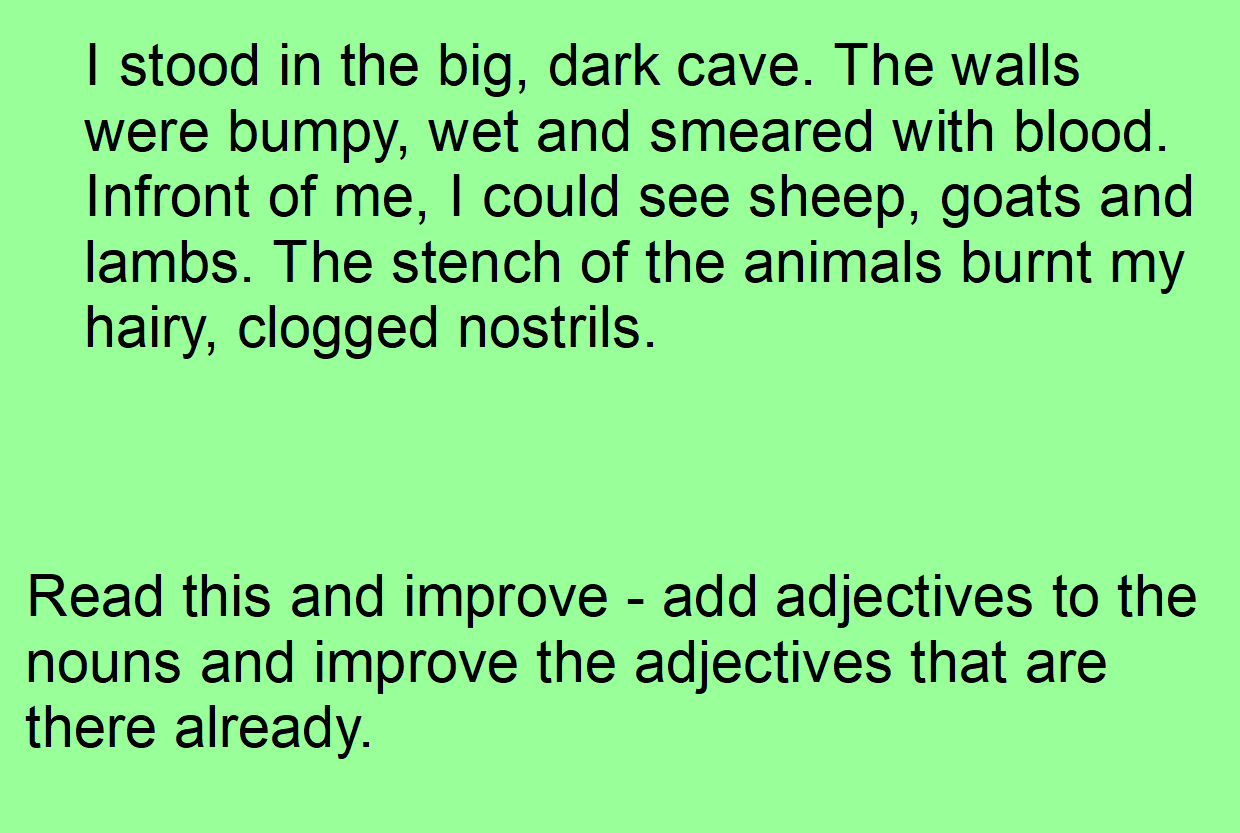 I stood in the big, dark cave. The walls
were bumpy, wet and smeared with blood.
Infront of me, I could see sheep, goats and
lambs. The stench of the animals burnt my
hairy, clogged nostrils.
Read this and improve - add adjectives to the
nouns and improve the adjectives that are
there already.